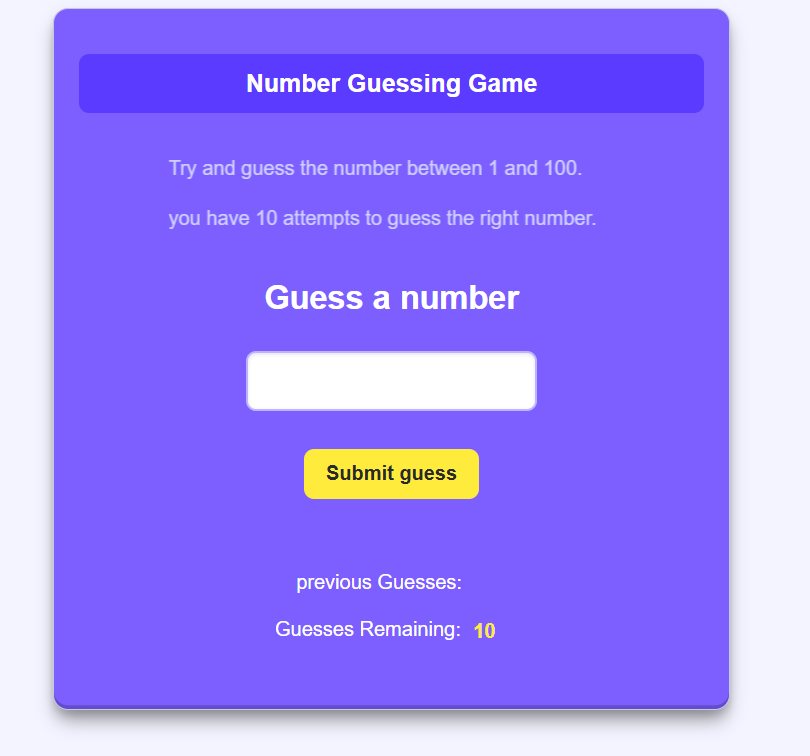 Number Guessing Game
Try and guess the number between 1 and 100.
you have 10 attempts to guess the right number.
Guess a number
Submit guess
previous Guesses:
Guesses Remaining: 10